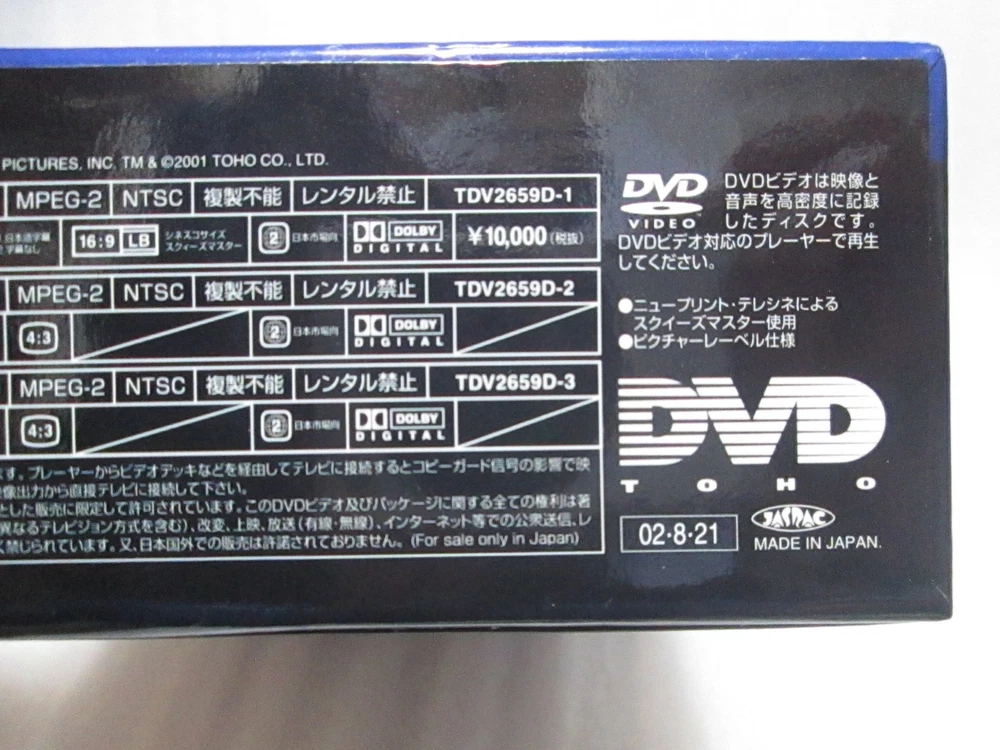 PICTURES, INC. TM & ©2001 TOHO CO., LTD.
MPEG-2 NTSC 複製不能 レンタル禁止 TDV2659D-1
日本語字幕
字幕なし
16:9 LB シネスコサイズ
スクィーズマスター
2 日本市場向 DOLBY
DIGITAL
¥10,000(税抜)
MPEG-2 NTSC 複製不能 レンタル禁止 TDV2659D-2
4:3 2 日本市場向 DOLBY
DIGITAL
MPEG-2 NTSC 複製不能 レンタル禁止 TDV2659D-3
4:3 2 日本市場向 DOLBY
DIGITAL
ます。プレーヤーからビデオデッキなどを経由してテレビに接続するとコピーガード信号の影響で映
像出力から直接テレビに接続して下さい。
とした販売に限定して許可されています。このDVDビデオ及びパッケージに関する全ての権利は著
異なるテレビジョン方式を含む)、改変、上映、放送(有線・無線)、インターネット等での公衆送信、レ
く禁じられています。又、日本国外での販売は許諾されておりません。(For sale only in Japan)
DVD
VIDEO™
DVDビデオは映像と
音声を高密度に記録
したディスクです。
DVDビデオ対応のプレーヤーで再生
してください。
●ニュープリント・テレシネによる
スクイーズマスター使用
●ピクチャーレーベル仕様
DVD
TOHO
02・8・21
JASRAC
MADE IN JAPAN.